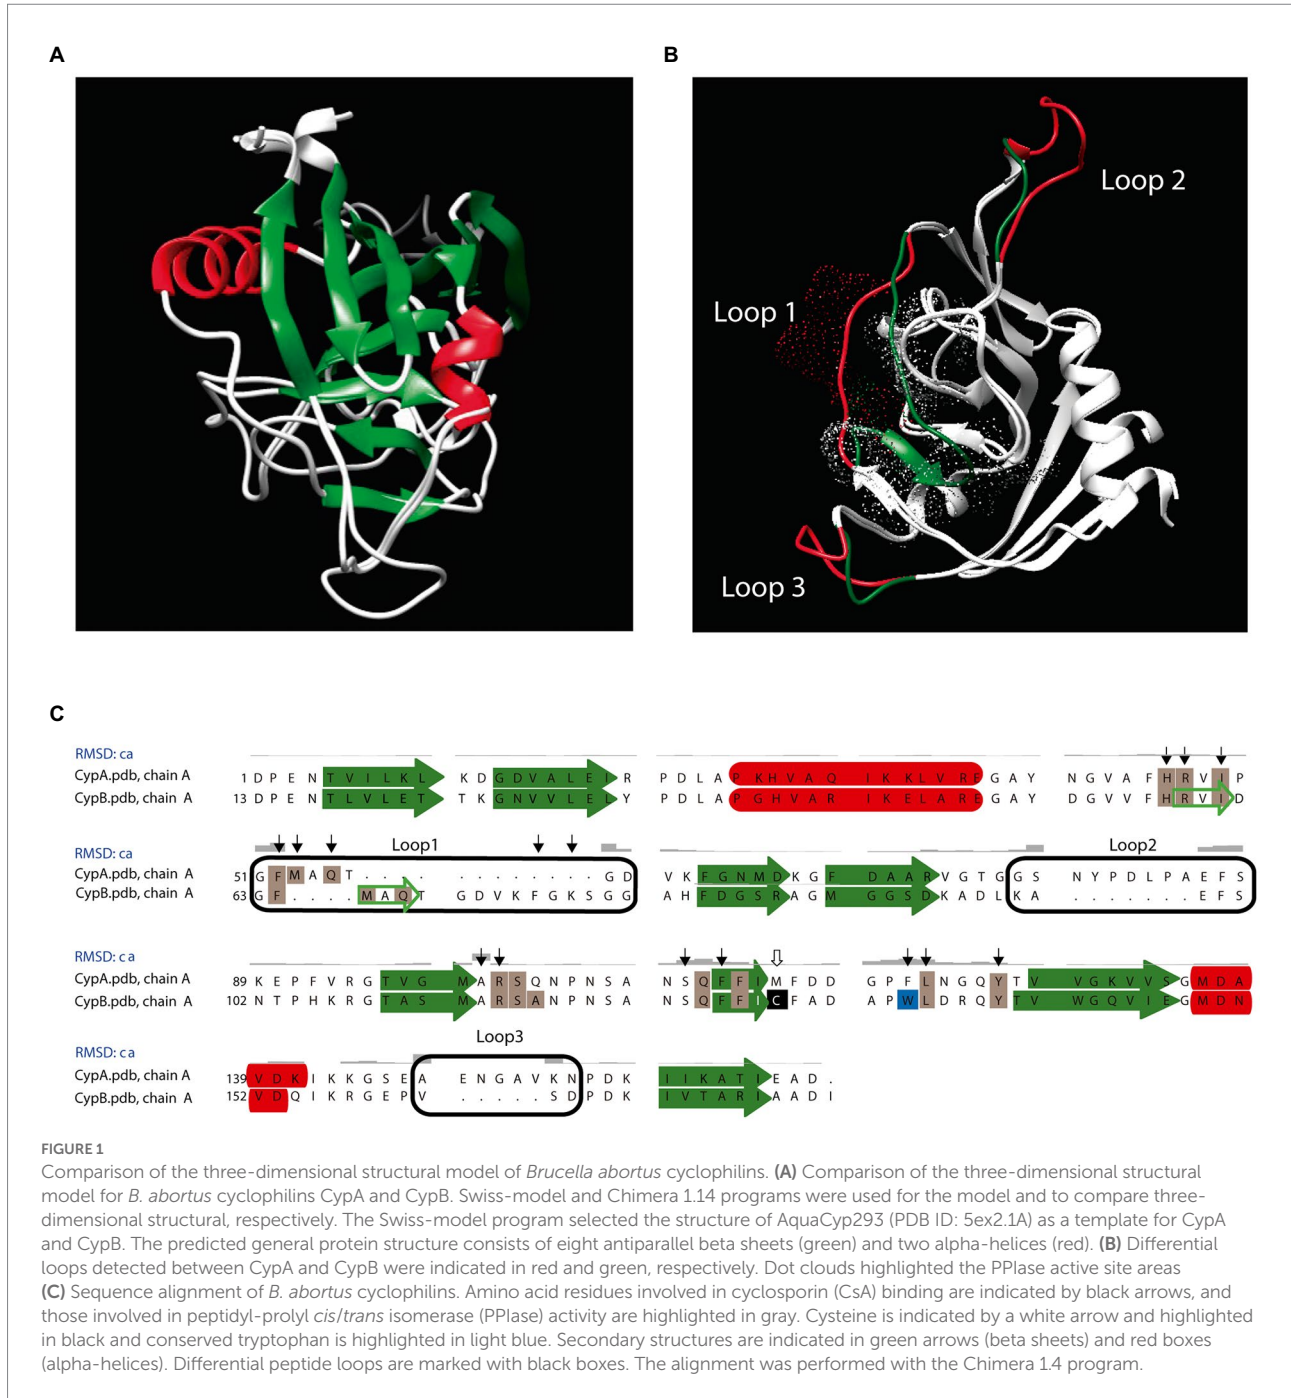 A
B
Loop 1
Loop 2
Loop 3
C
RMSD: ca
CypA.pdb, chain A 1 D P E N T V I L K L K D G D V A L E I R P D L A P K H V A Q I K K L V R E G A Y N G V A F H R V I P
CypB.pdb, chain A 13 D P E N T L V L E T T K G N V V L E L Y P D L A P G H V A R I K E L A R E G A Y D G V V F H R V I D
RMSD: ca
Loop1
Loop2
CypA.pdb, chain A 51 G F M A Q T . . . . . . . . . . . . . G D V K F G N M D K G F D A A R V G T G G S N Y P D L P A E F S
CypB.pdb, chain A 63 G F . . . . M A Q T G D V K F G K S G G A H F D G S R A G M G G S D K A D L K A . . . . . . . E F S
RMSD: ca
CypA.pdb, chain A 89 K E P F V R G T V G M A R S Q N P N S A N S Q F F I M F D D G P F L N G Q Y T V V G K V V S G M D A
CypB.pdb, chain A 102 N T P H K R G T A S M A R S A N P N S A N S Q F F I C F A D A P W L D R Q Y T V W G Q V I E G M D N
RMSD: ca
Loop3
CypA.pdb, chain A 139 V D K I K K G S E A E N G A V K N P D K I I K A T I E A D .
CypB.pdb, chain A 152 V D Q I K R G E P V . . . . . S D P D K I V T A R I A A D I
FIGURE 1
Comparison of the three-dimensional structural model of Brucella abortus cyclophilins. (A) Comparison of the three-dimensional structural
model for B. abortus cyclophilins CypA and CypB. Swiss-model and Chimera 1.14 programs were used for the model and to compare three-
dimensional structural, respectively. The Swiss-model program selected the structure of AquaCyp293 (PDB ID: 5ex2.1A) as a template for CypA
and CypB. The predicted general protein structure consists of eight antiparallel beta sheets (green) and two alpha-helices (red). (B) Differential
loops detected between CypA and CypB were indicated in red and green, respectively. Dot clouds highlighted the PPIase active site areas
(C) Sequence alignment of B. abortus cyclophilins. Amino acid residues involved in cyclosporin (CsA) binding are indicated by black arrows, and
those involved in peptidyl-prolyl cis/trans isomerase (PPIase) activity are highlighted in gray. Cysteine is indicated by a white arrow and highlighted
in black and conserved tryptophan is highlighted in light blue. Secondary structures are indicated in green arrows (beta sheets) and red boxes
(alpha-helices). Differential peptide loops are marked with black boxes. The alignment was performed with the Chimera 1.4 program.